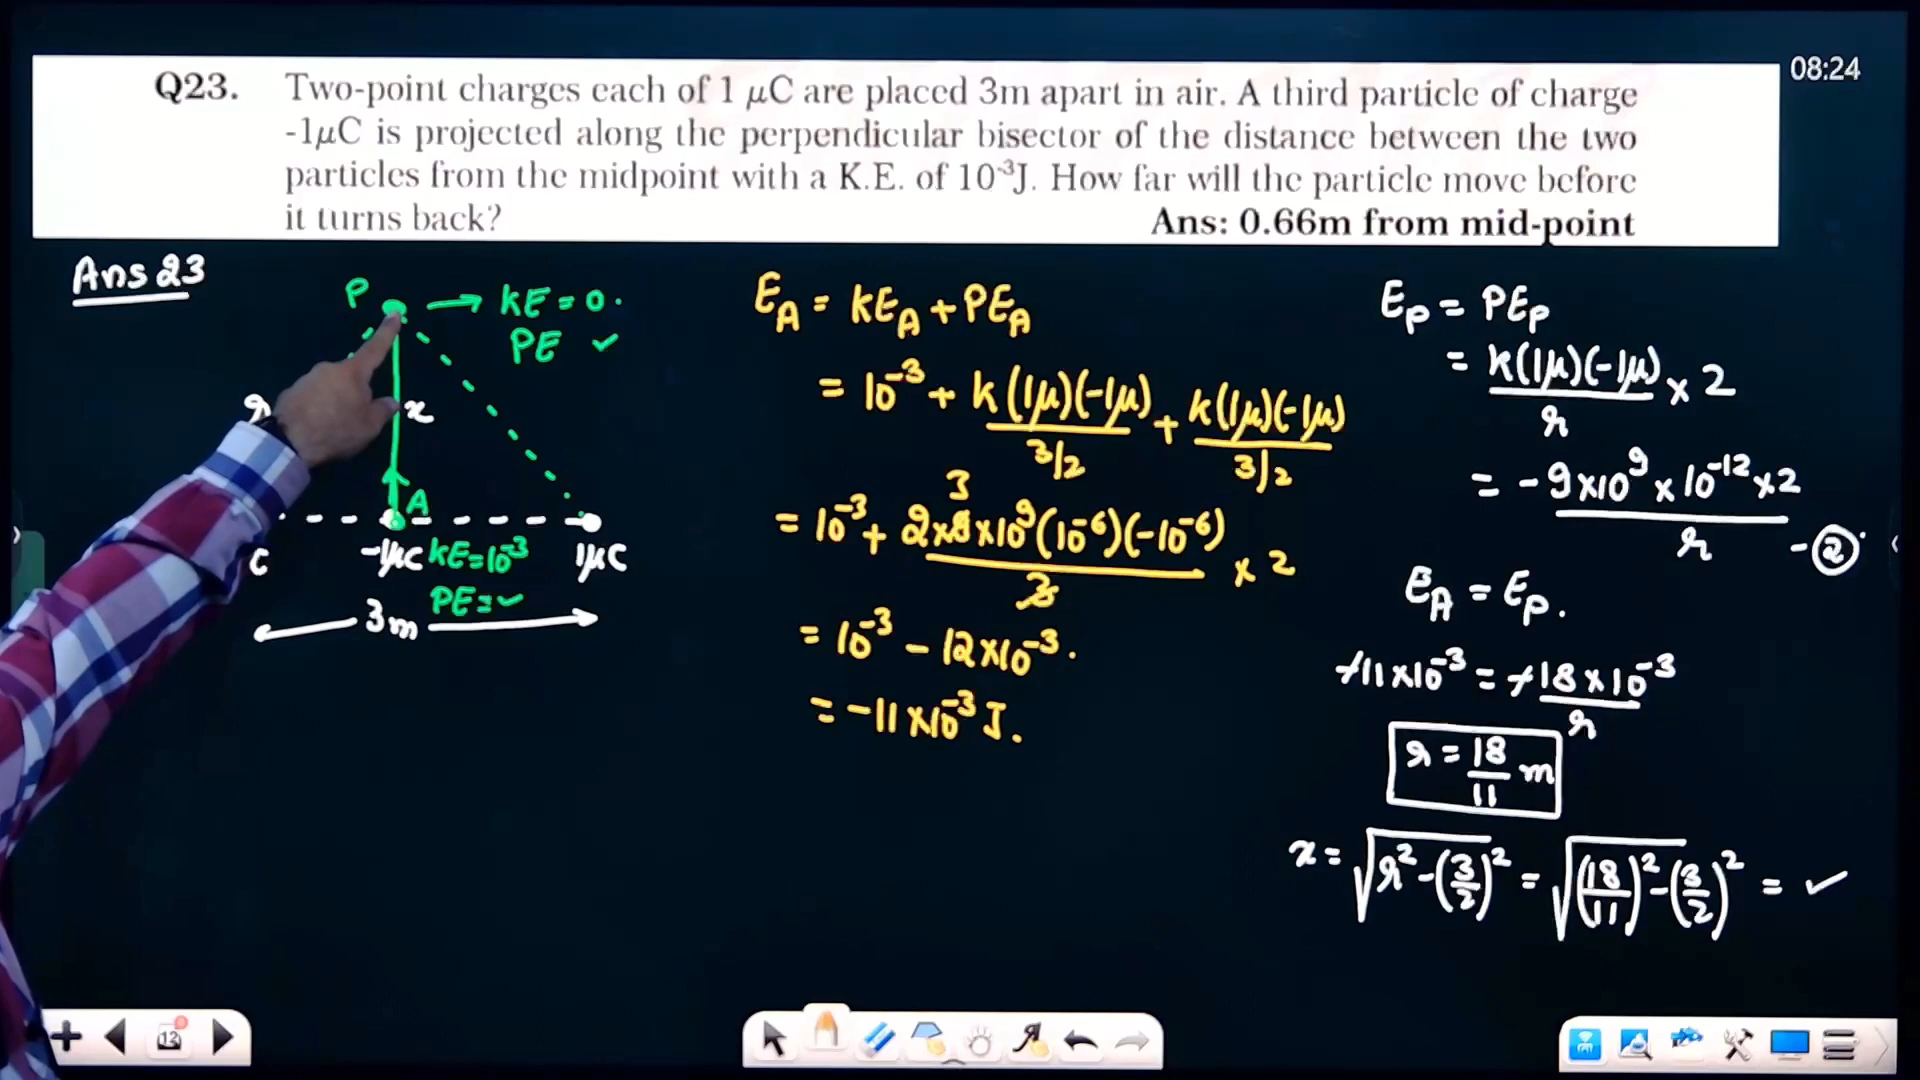 08:24
Q23. Two-point charges each of 1 μC are placed 3m apart in air. A third particle of charge
-1μC is projected along the perpendicular bisector of the distance between the two
particles from the midpoint with a K.E. of 10⁻³J. How far will the particle move before
it turns back? Ans: 0.66m from mid-point
Ans 23
P → KE = 0.
PE ✓
r
x
A
C -1μC KE=10⁻³ 1μC
PE=✓
3m
E_A = KE_A + PE_A
= 10⁻³ + K(1μ)(-1μ)/(3/2) + K(1μ)(-1μ)/(3/2)
= 10⁻³ + 2×9×10⁹(10⁻⁶)(-10⁻⁶)/3 × 2
3
= 10⁻³ - 12×10⁻³.
= -11×10⁻³ J.
E_P = PE_P
= K(1μ)(-1μ)/r × 2
= -9×10⁹×10⁻¹²×2/r -②
E_A = E_P.
-11×10⁻³ = -18×10⁻³/r
r = 18/11 m
x = √(r² - (3/2)²) = √((18/11)² - (3/2)²) = ✓
12